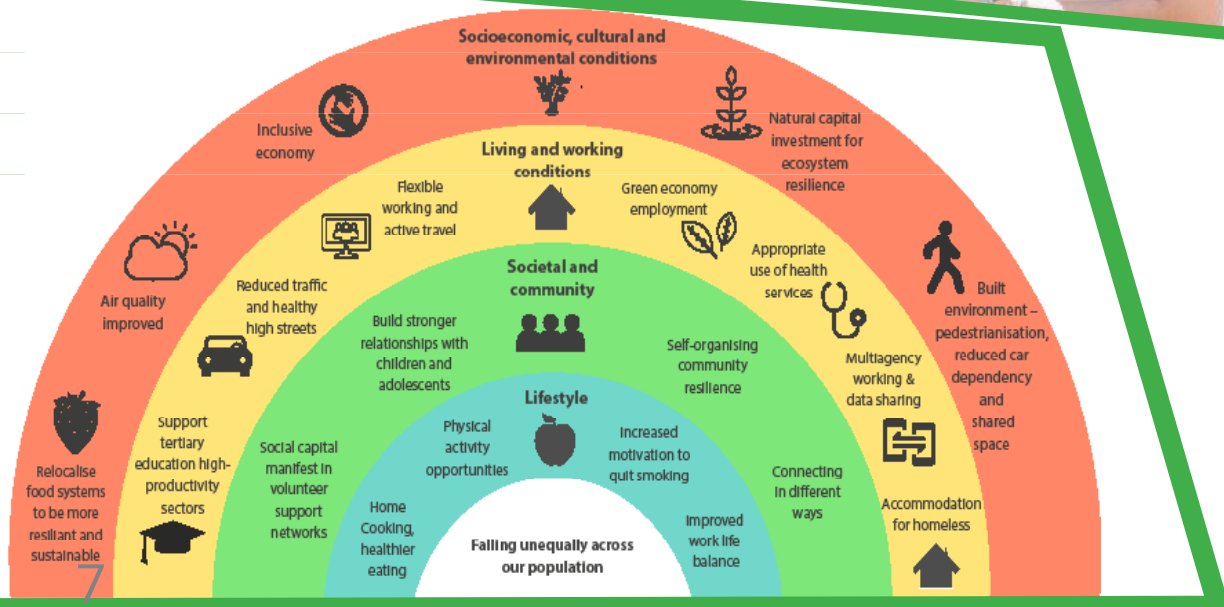 Socioeconomic, cultural and
environmental conditions
Inclusive
economy
Natural capital
investment for
ecosystem
resilience
Air quality
improved
Built
environment –
pedestrianisation,
reduced car
dependency
and
shared
space
Relocalise
food systems
to be more
resiliant and
sustainable
Living and working
conditions
Flexible
working and
active travel
Green economy
employment
Reduced traffic
and healthy
high streets
Appropriate
use of health
services
Support
tertiary
education high-
productivity
sectors
Multiagency
working &
data sharing
Accommodation
for homeless
Societal and
community
Build stronger
relationships with
children and
adolescents
Self-organising
community
resilience
Social capital
manifest in
volunteer
support
networks
Connecting
in different
ways
Lifestyle
Physical
activity
opportunities
Increased
motivation to
quit smoking
Home
Cooking,
healthier
eating
Improved
work life
balance
Falling unequally across
our population
7